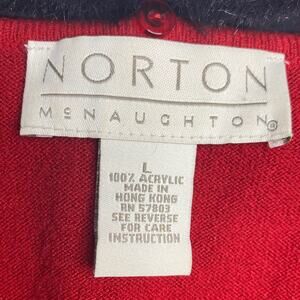 NORTON
McNAUGHTON®
L
100% ACRYLIC
MADE IN
HONG KONG
RN 57803
SEE REVERSE
FOR CARE
INSTRUCTION